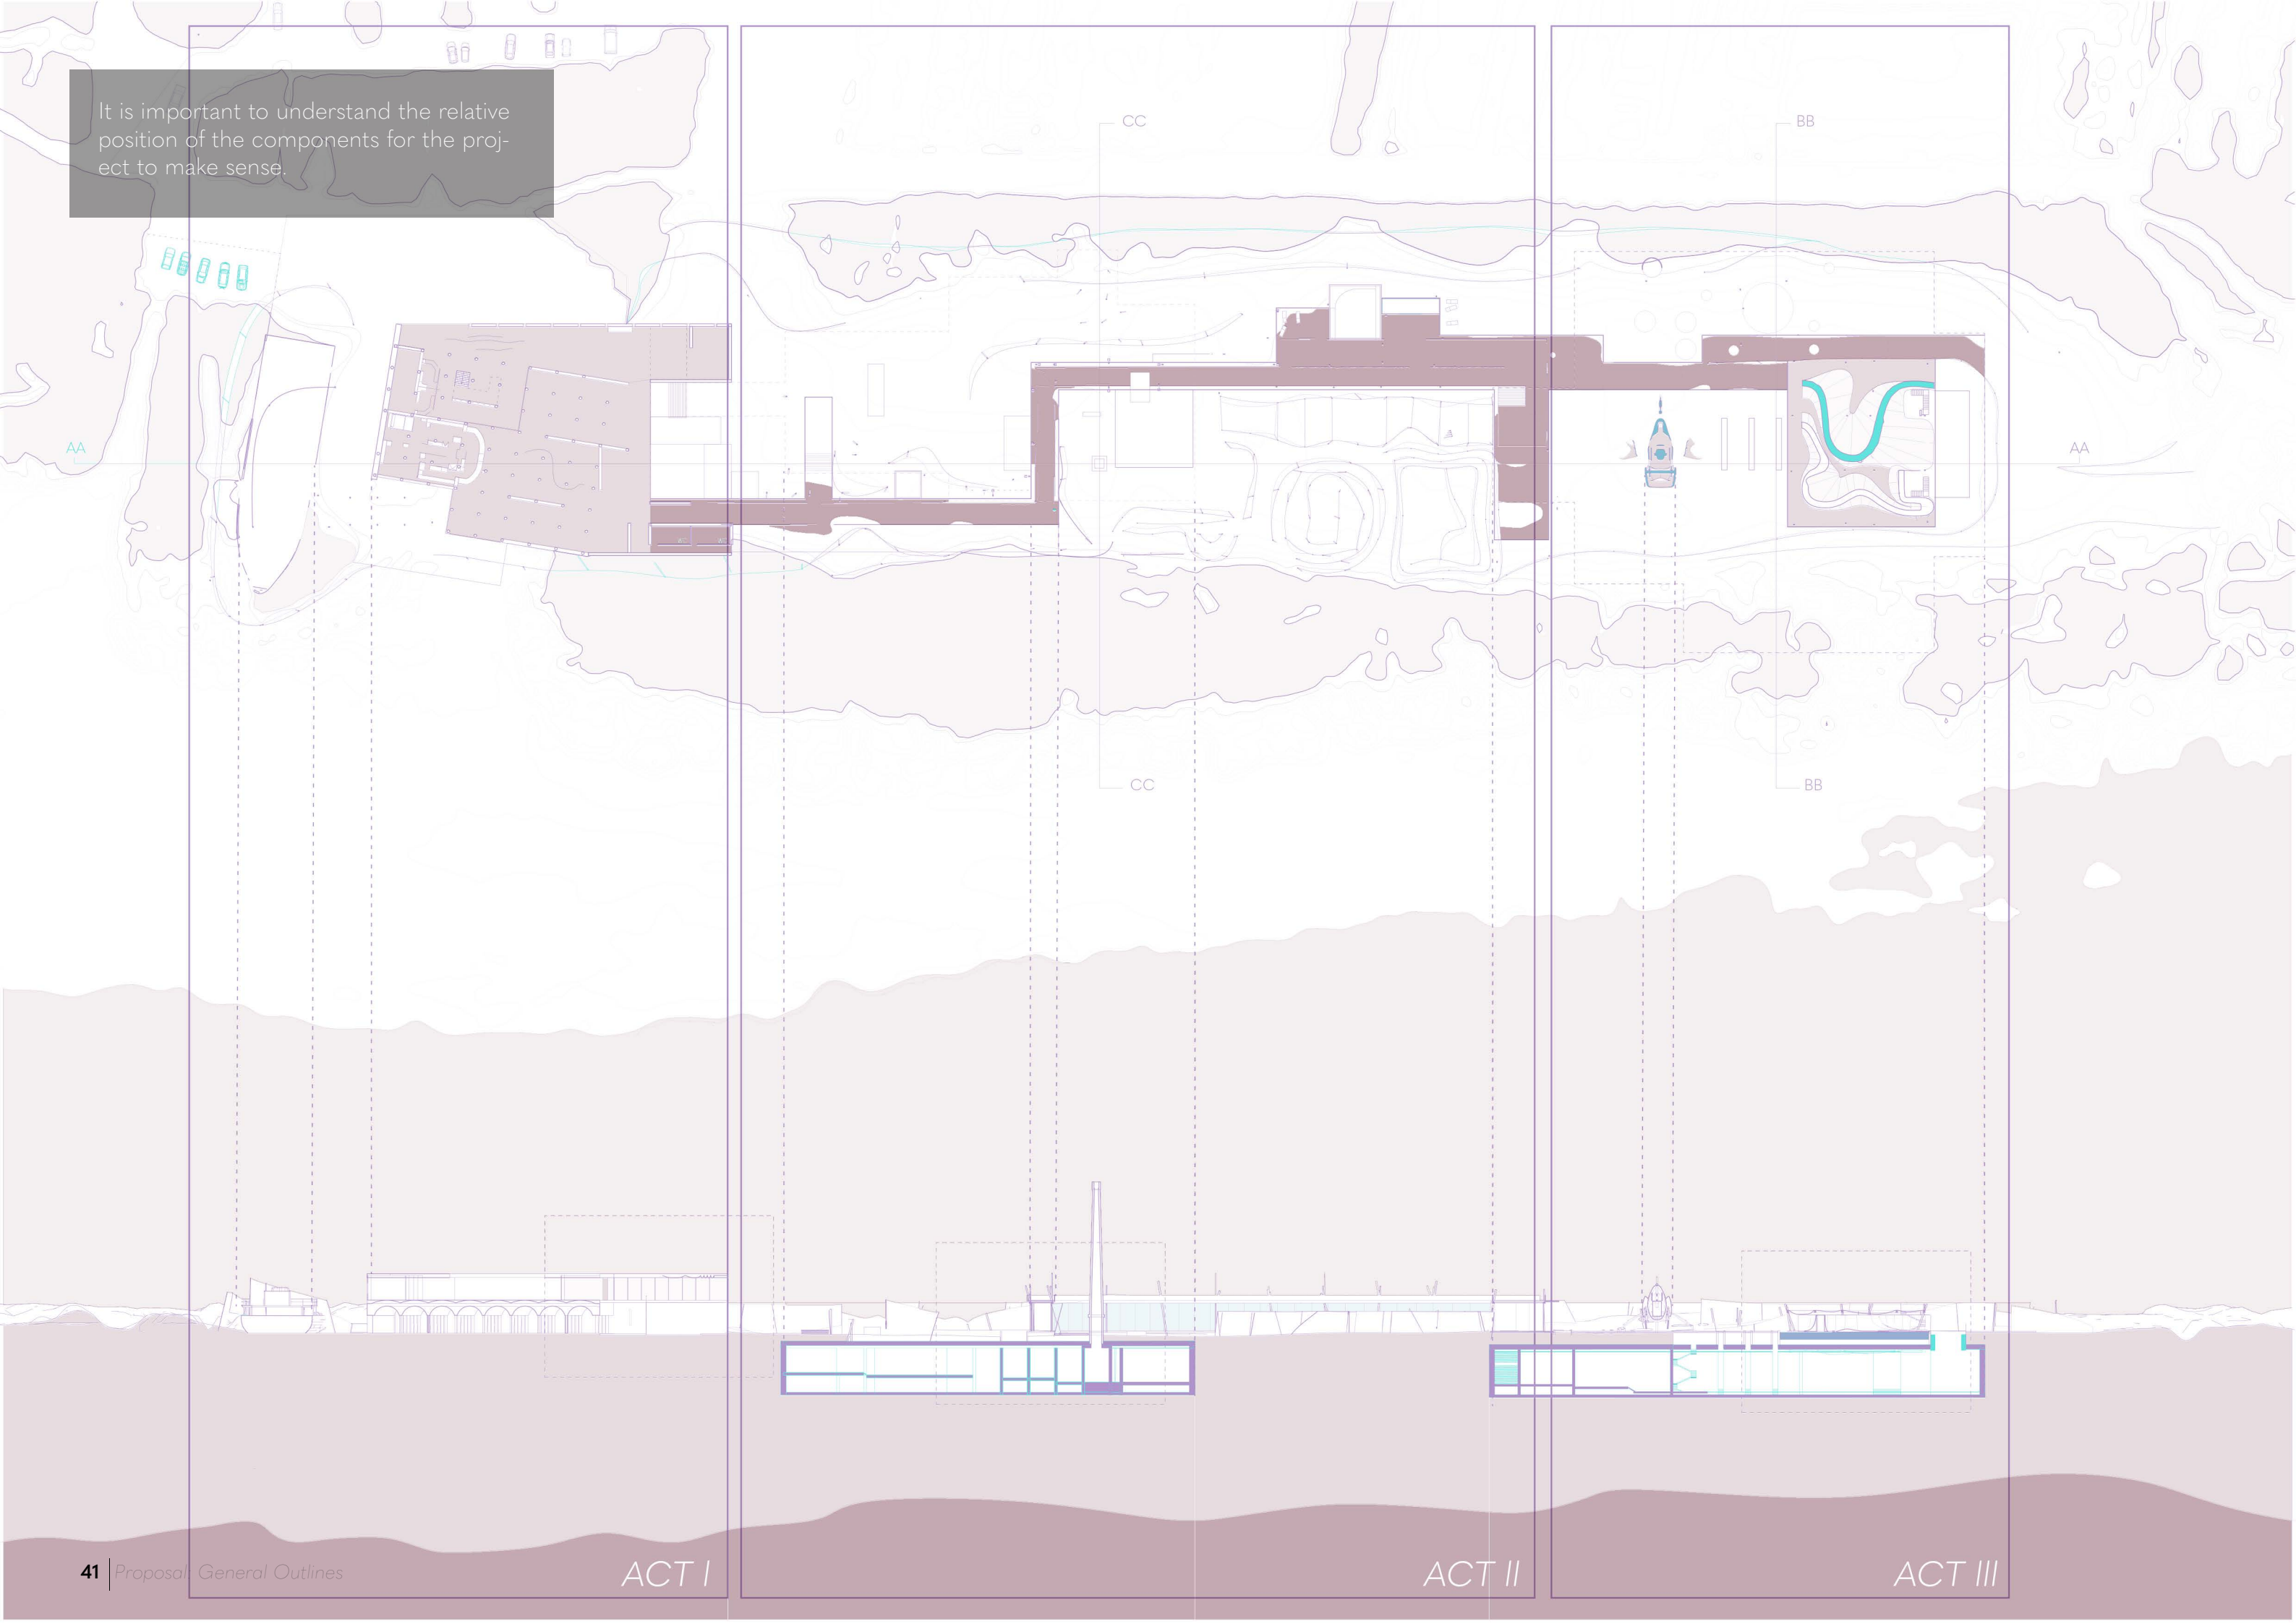 It is important to understand the relative
position of the components for the proj-
ect to make sense.
CC
BB
AA
AA
CC
BB
41
Proposal: General Outlines
ACT I
ACT II
ACT III